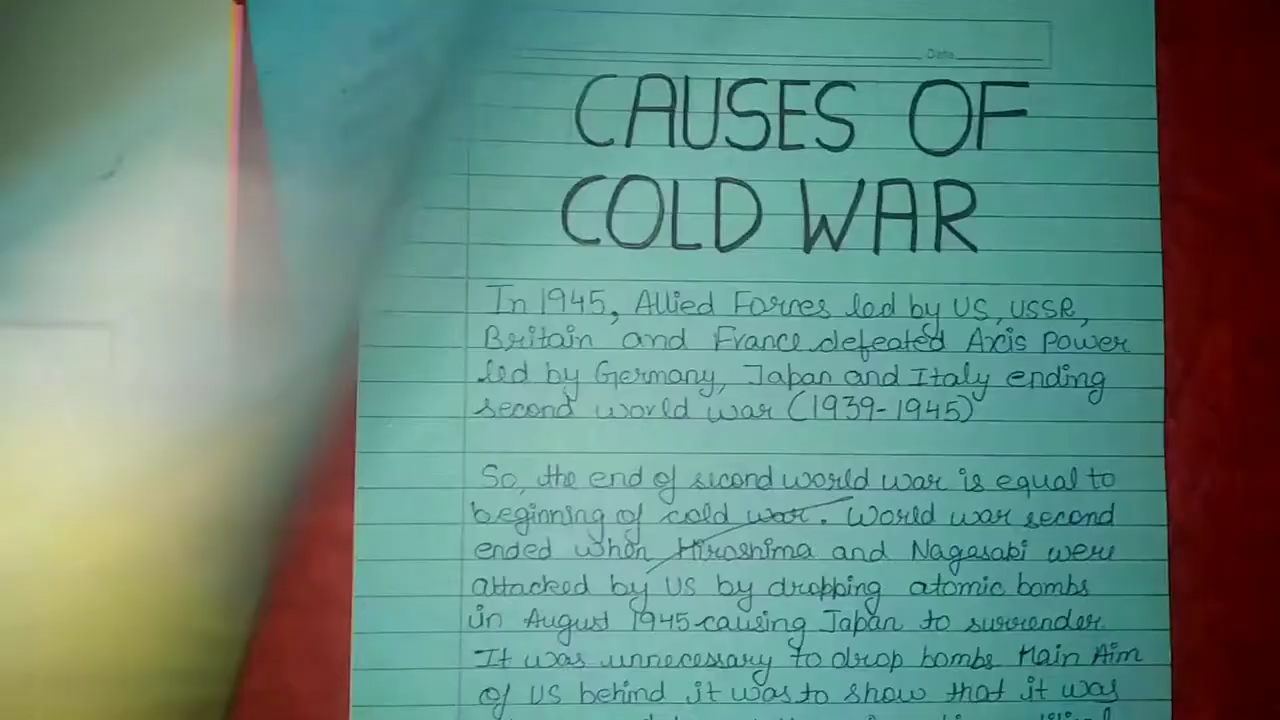 Date
CAUSES OF
COLD WAR
In 1945, Allied Forces led by US, USSR,
Britain and France defeated Axis Power
led by Germany, Japan and Italy ending
second world war (1939-1945)
So, the end of second world war is equal to
beginning of cold war. World war second
ended when Hiroshima and Nagasaki were
attacked by US by dropping atomic bombs
in August 1945 causing Japan to surrender.
It was unnecessary to drop bombs Main Aim
of US behind it was to show that it was